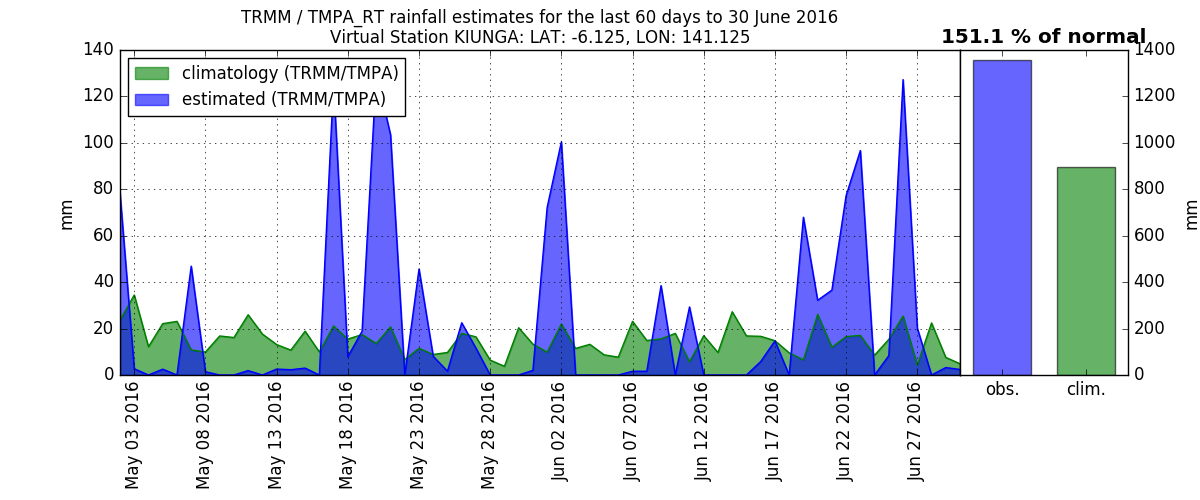 TRMM / TMPA_RT rainfall estimates for the last 60 days to 30 June 2016
Virtual Station KIUNGA: LAT: -6.125, LON: 141.125
151.1 % of normal
climatology (TRMM/TMPA)
estimated (TRMM/TMPA)
mm
140
120
100
80
60
40
20
0
May 03 2016
May 08 2016
May 13 2016
May 18 2016
May 23 2016
May 28 2016
Jun 02 2016
Jun 07 2016
Jun 12 2016
Jun 17 2016
Jun 22 2016
Jun 27 2016
obs.
clim.
1400
1200
1000
800
600
400
200
0
mm